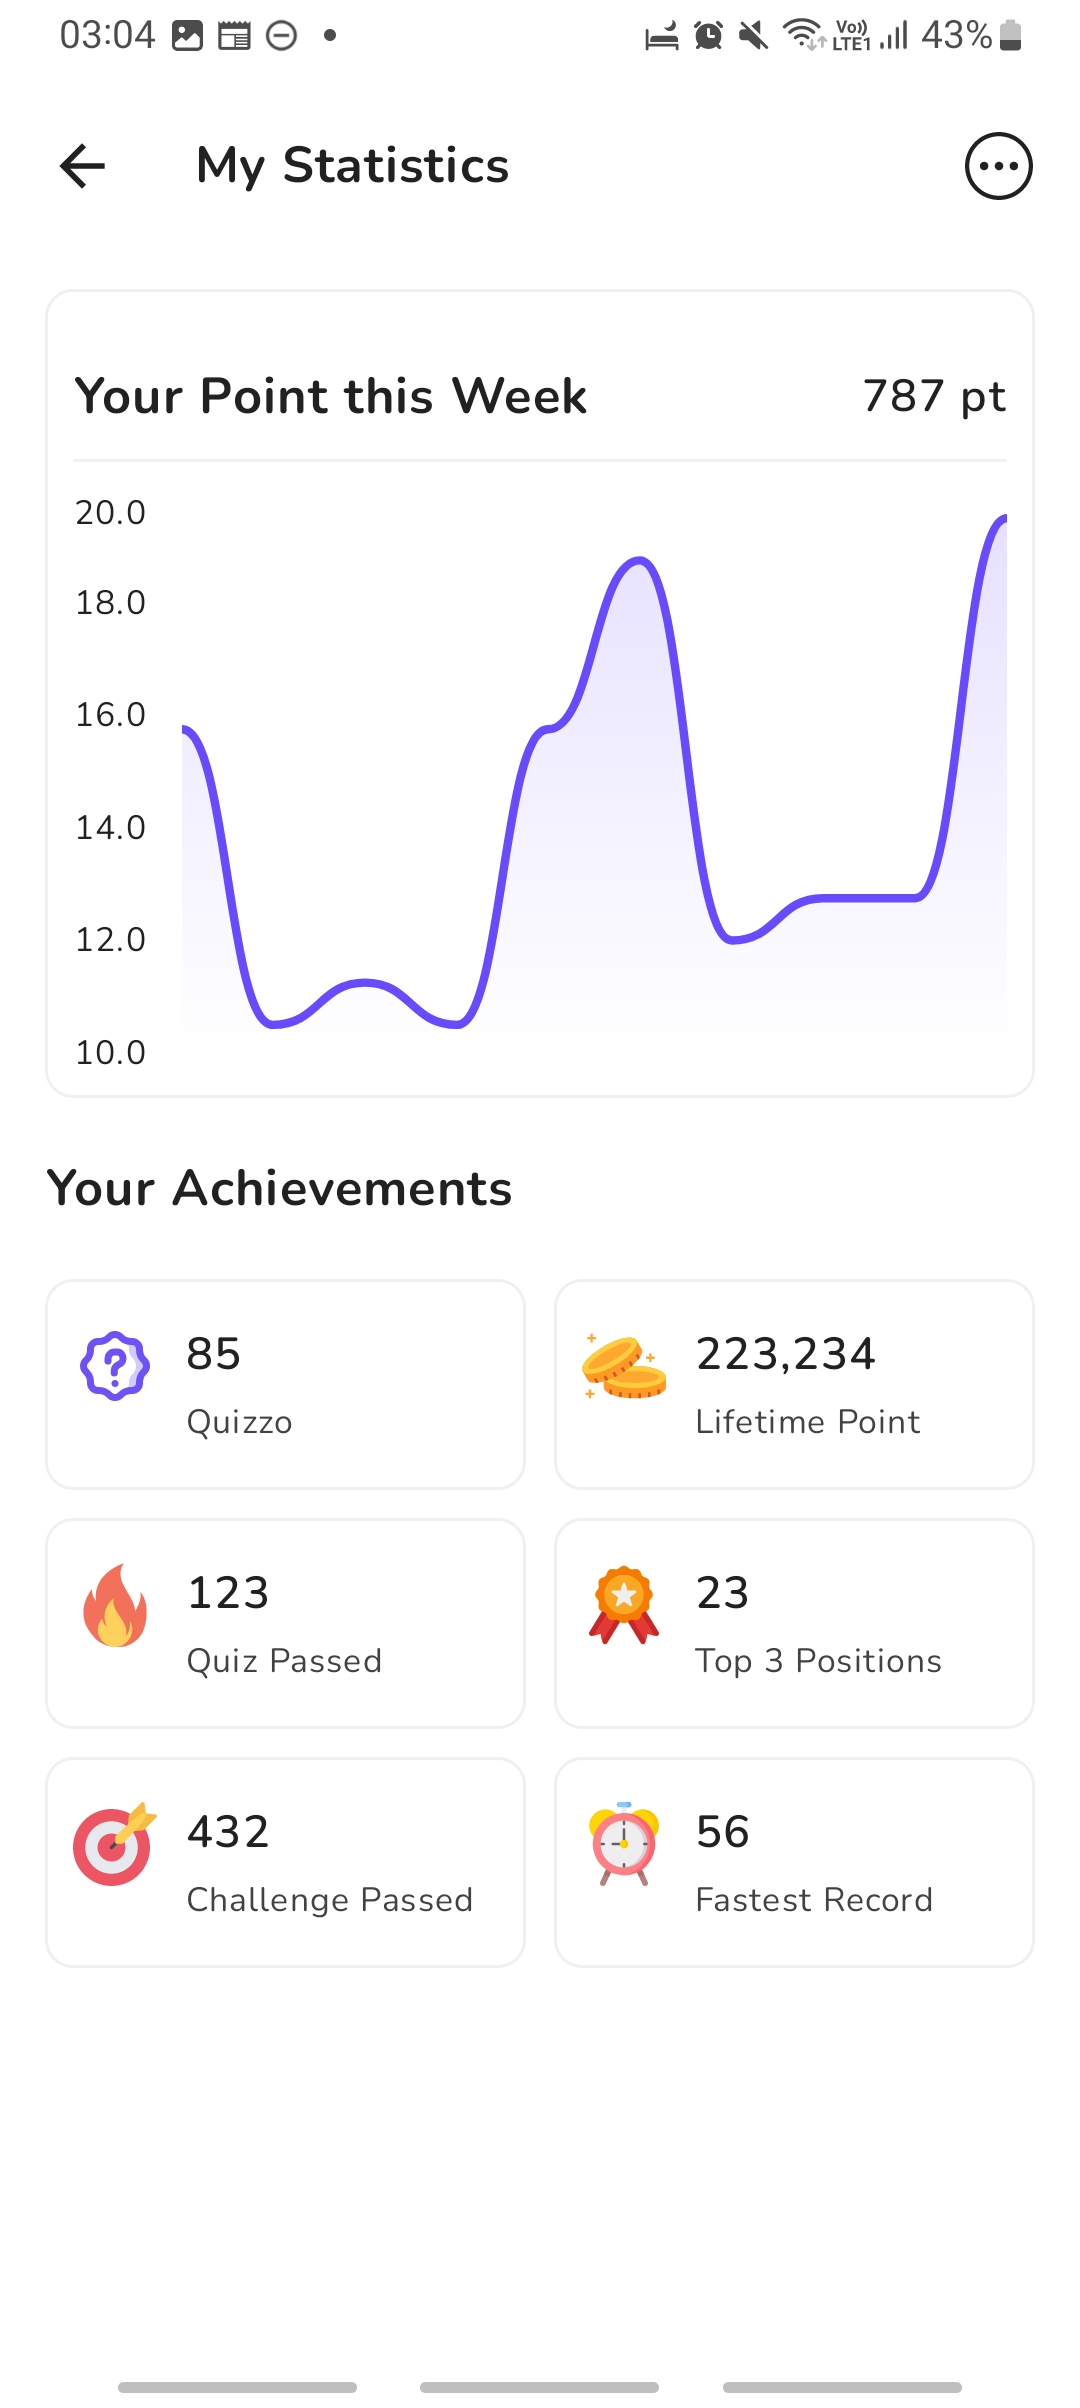 03:04
Vo)) LTE1 43%
My Statistics
Your Point this Week 787 pt
20.0
18.0
16.0
14.0
12.0
10.0
Your Achievements
85
Quizzo
223,234
Lifetime Point
123
Quiz Passed
23
Top 3 Positions
432
Challenge Passed
56
Fastest Record